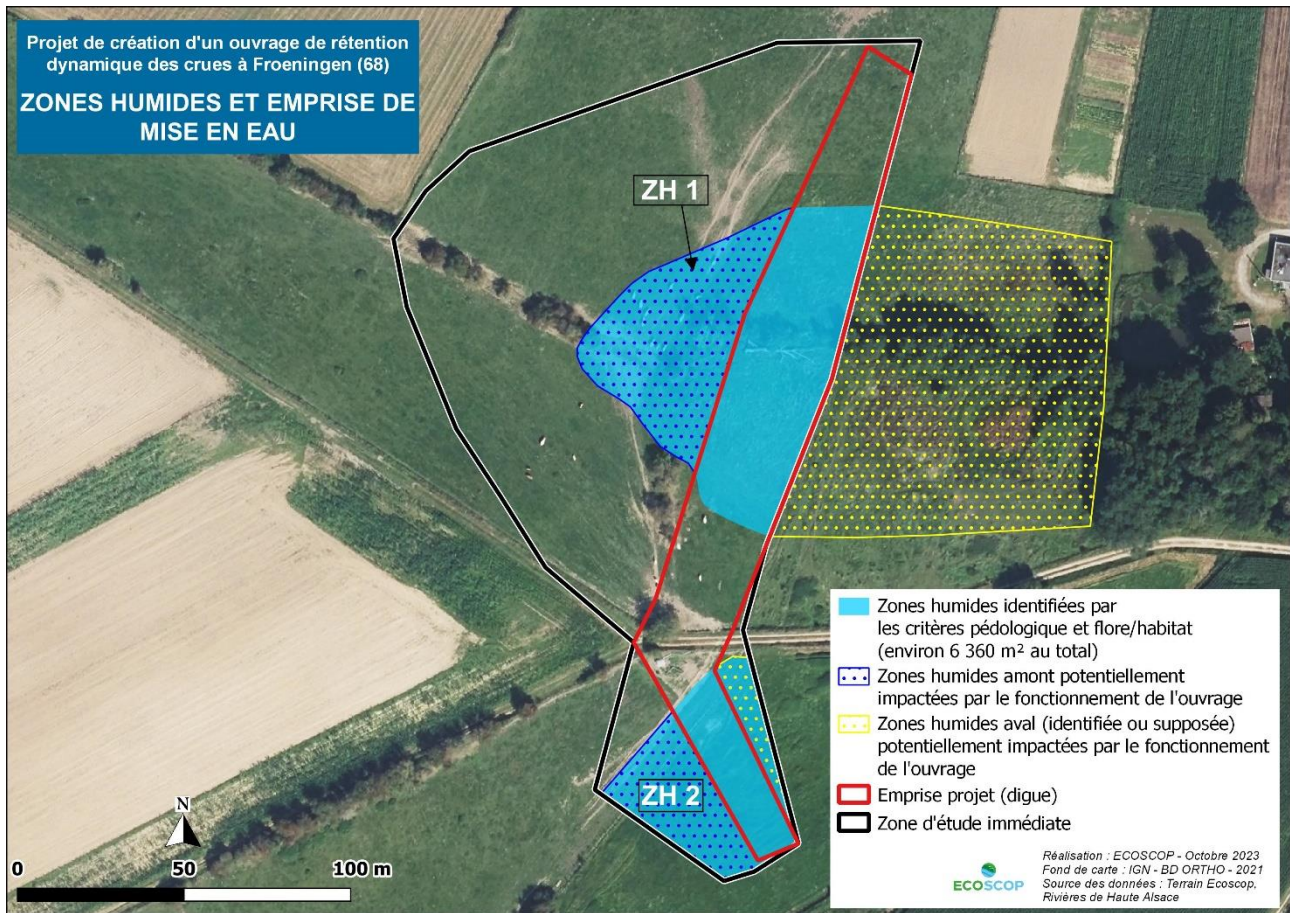 Projet de création d'un ouvrage de rétention
dynamique des crues à Froeningen (68)
ZONES HUMIDES ET EMPRISE DE
MISE EN EAU
ZH 1
ZH 2
N
0 50 100 m
Zones humides identifiées par
les critères pédologique et flore/habitat
(environ 6 360 m² au total)
Zones humides amont potentiellement
impactées par le fonctionnement de l'ouvrage
Zones humides aval (identifiée ou supposée)
potentiellement impactées par le fonctionnement
de l'ouvrage
Emprise projet (digue)
Zone d'étude immédiate
ECOSCOP
Réalisation : ECOSCOP - Octobre 2023
Fond de carte : IGN - BD ORTHO - 2021
Source des données : Terrain Ecoscop,
Rivières de Haute Alsace